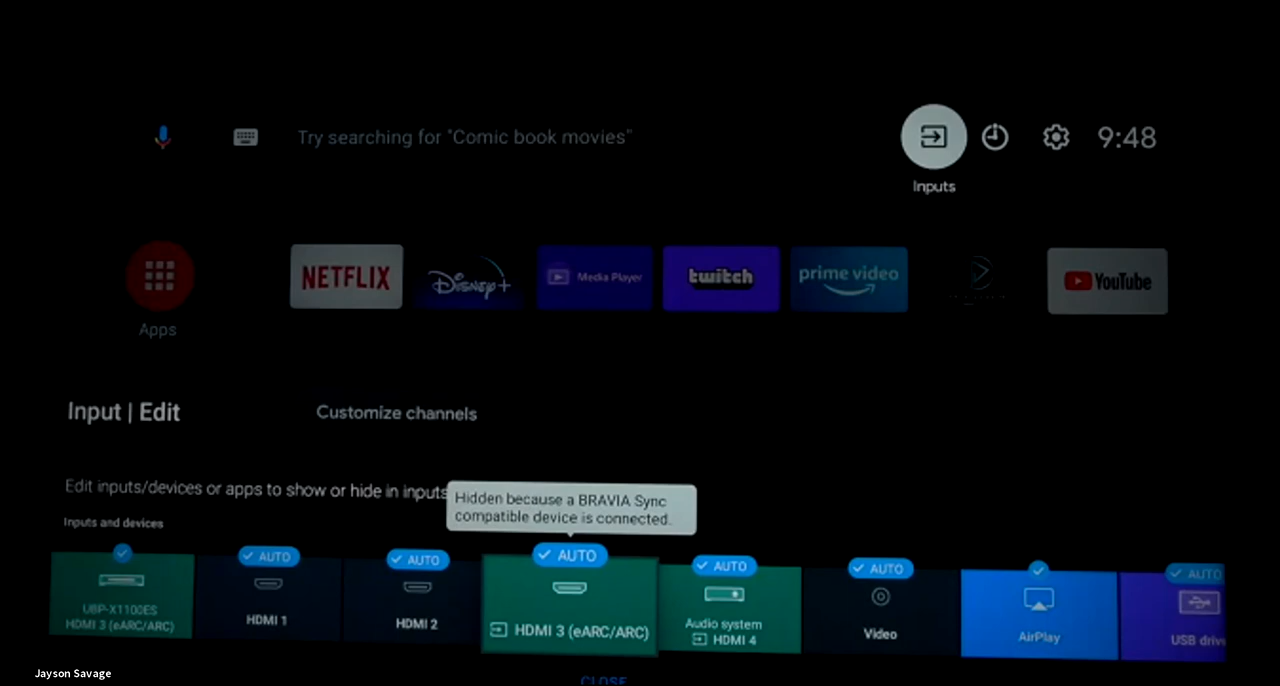 Try searching for "Comic book movies"
9:48
Inputs
NETFLIX
Disney+
Media Player
twitch
prime video
YouTube
Apps
Input | Edit
Customize channels
Edit inputs/devices or apps to show or hide in inputs
Hidden because a BRAVIA Sync
compatible device is connected.
Inputs and devices
AUTO
AUTO
AUTO
AUTO
AUTO
AUTO
UBP-X1100ES
HDMI 3 (eARC/ARC)
HDMI 1
HDMI 2
HDMI 3 (eARC/ARC)
Audio system
HDMI 4
Video
AirPlay
USB driv
CLOSE
Jayson Savage